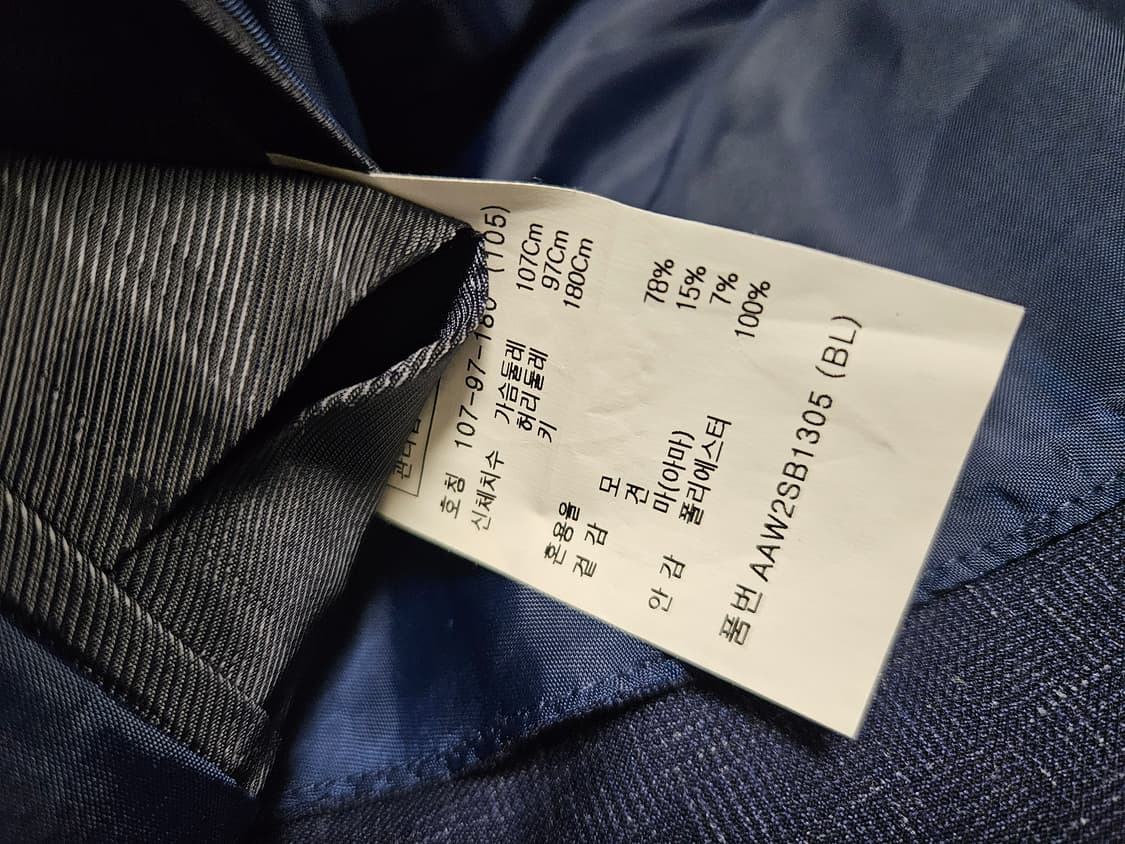 호칭 107-97-180 (105)
신체치수 가슴둘레 107Cm
허리둘레 97Cm
키 180Cm
혼용율
겉 감 모 78%
견 15%
마(아마) 7%
안 감 폴리에스터 100%
품번 AAW2SB1305 (BL)